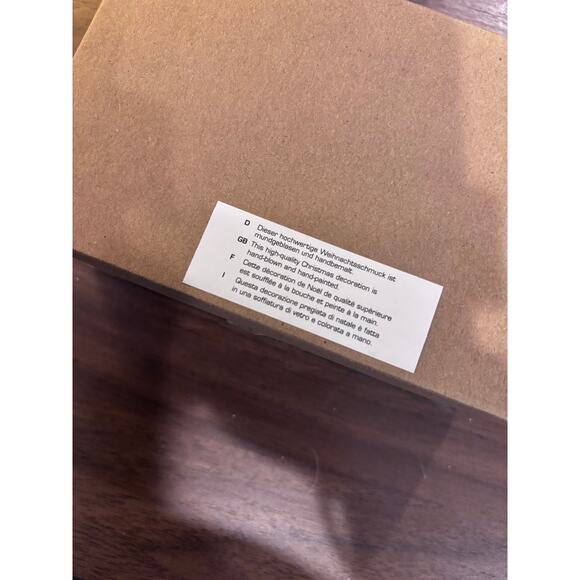 D Dieser hochwertige Weihnachtsschmuck ist
mundgeblasen und handbemalt.
GB This high-quality Christmas decoration is
hand-blown and hand-painted.
F Cette décoration de Noël de qualité supérieure
est soufflée à la bouche et peinte à la main.
I Questa decorazione pregiata di natale è fatta
in una soffiatura di vetro e colorata a mano.